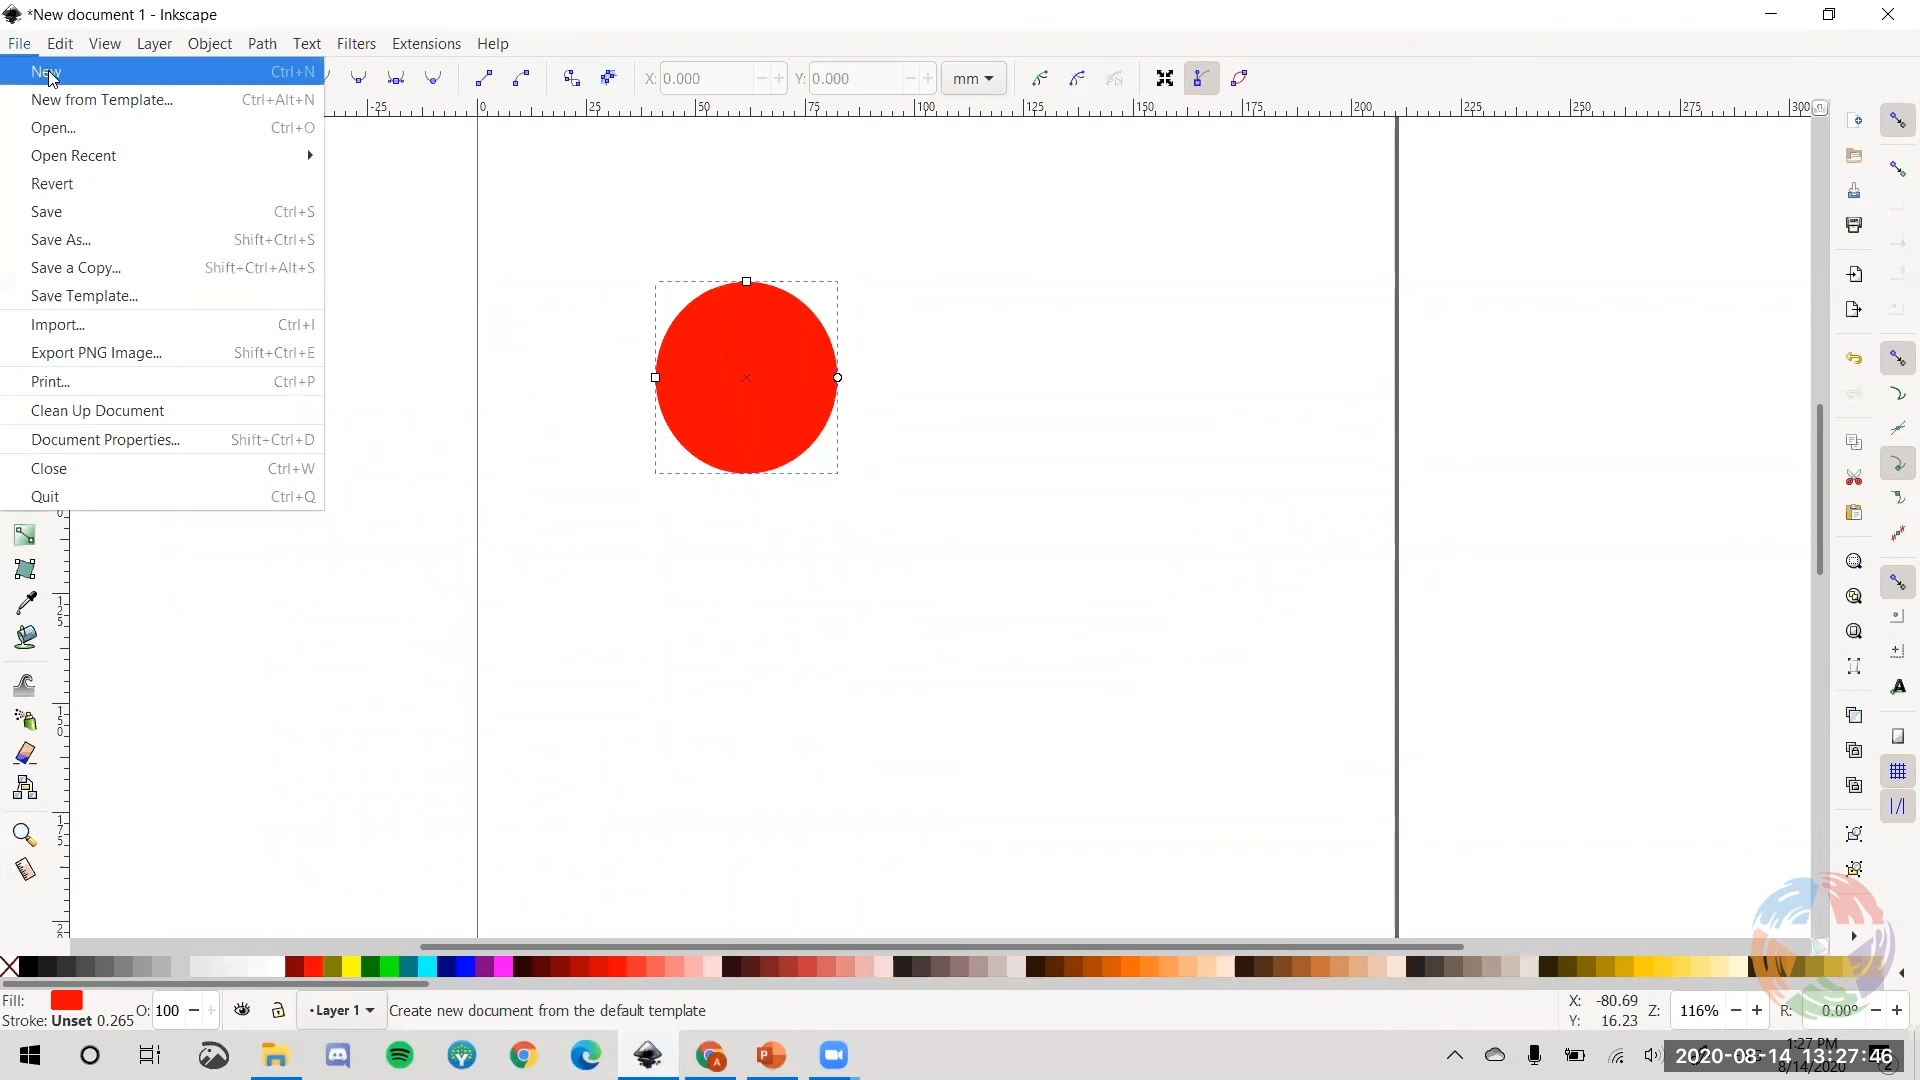 *New document 1 - Inkscape
File Edit View Layer Object Path Text Filters Extensions Help
New Ctrl+N
X: 0.000 Y: 0.000 mm
New from Template... Ctrl+Alt+N
-25 0 25 50 75 100 125 150 175 200 225 250 275 300
Open... Ctrl+O
Open Recent
Revert
Save Ctrl+S
Save As... Shift+Ctrl+S
Save a Copy... Shift+Ctrl+Alt+S
Save Template...
Import... Ctrl+I
Export PNG Image... Shift+Ctrl+E
Print... Ctrl+P
Clean Up Document
Document Properties... Shift+Ctrl+D
Close Ctrl+W
Quit Ctrl+Q
125
150
175
Fill:
Stroke: Unset 0.265 O: 100 Layer 1 Create new document from the default template
X: -80.69 Z: 116% R: 0.00°
Y: 16.23
1:27 PM
2020-08-14 13:27:46
8/14/2020